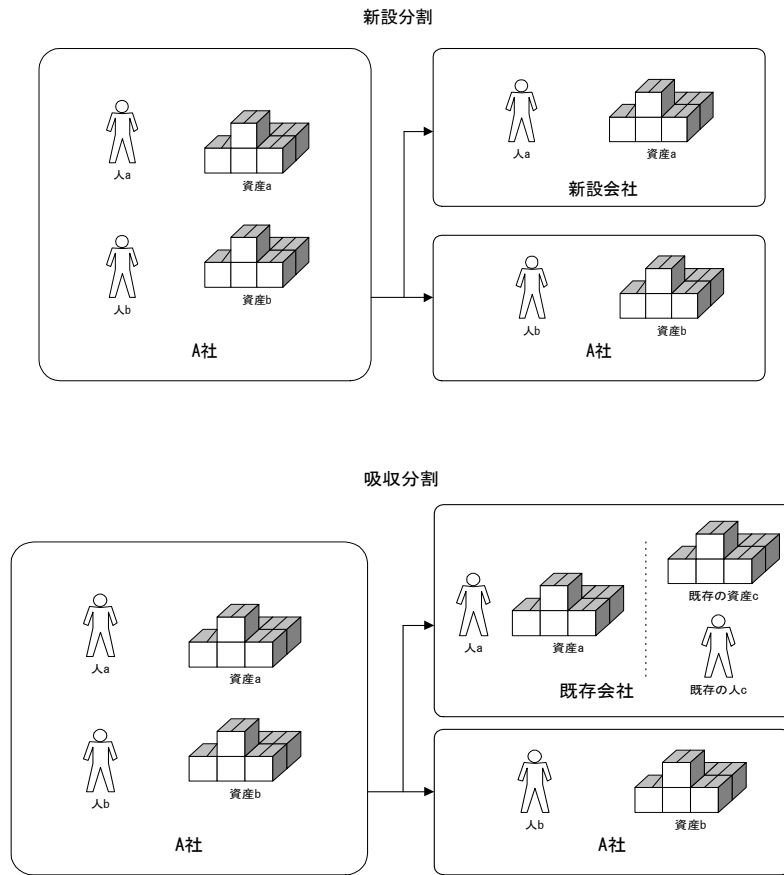 新設分割
人a
資産a
人b
資産b
A社
人a
資産a
新設会社
人b
資産b
A社
吸収分割
人a
資産a
人b
資産b
A社
人a
資産a
既存の資産c
既存の人c
既存会社
人b
資産b
A社